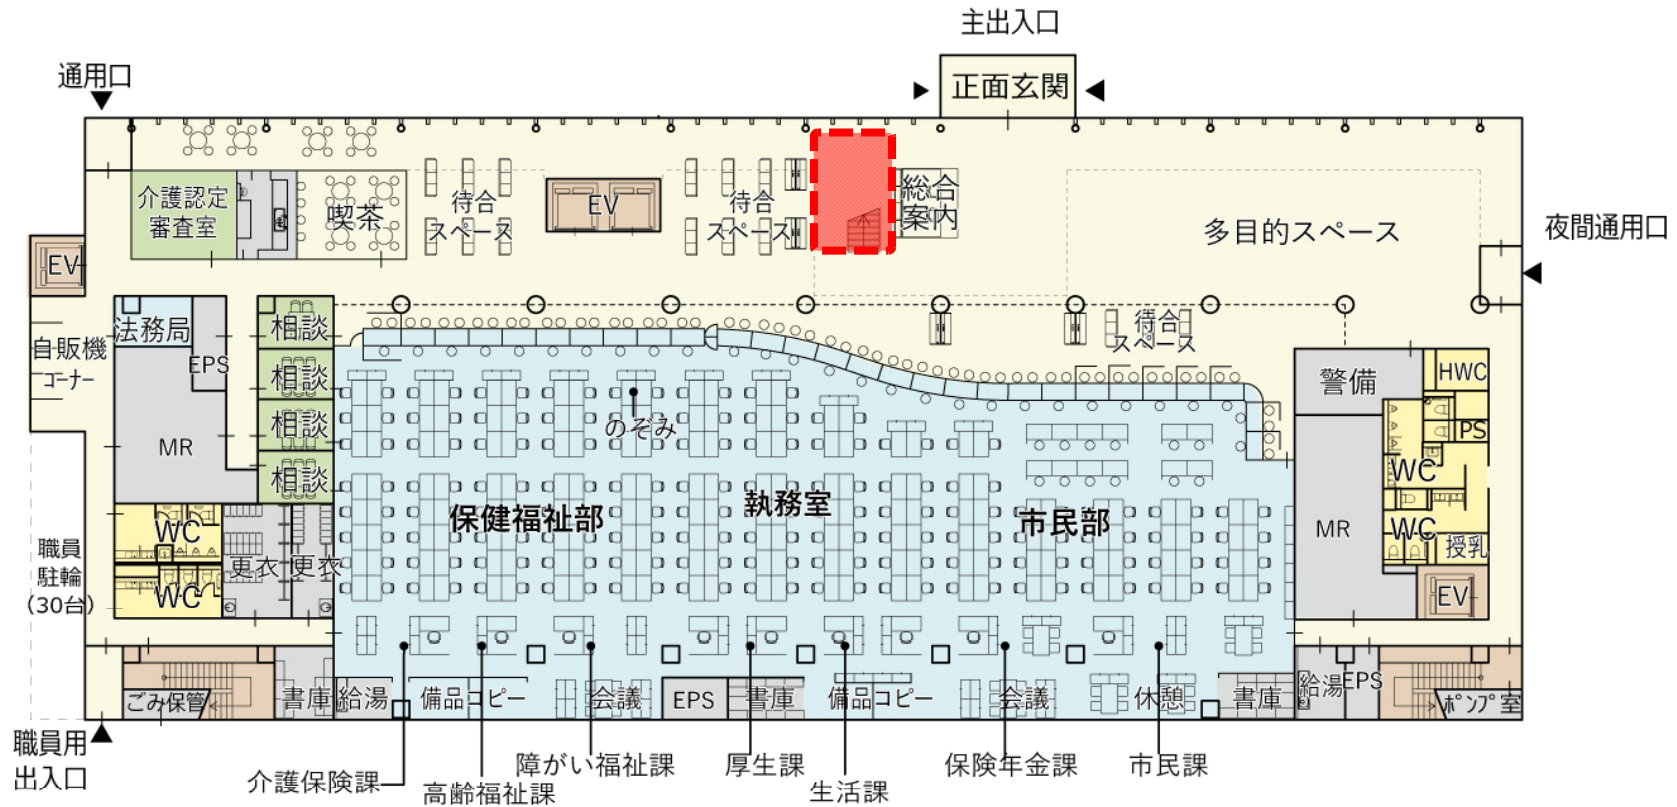 主出入口
正面玄関
通用口
介護認定
審査室
喫茶
待合
スペース
EV
待合
スペース
総合
案内
多目的スペース
夜間通用口
EV
法務局
EPS
相談
相談
相談
相談
自販機
コーナー
MR
待合
スペース
のぞみ
警備
HWC
PS
WC
WC
授乳
MR
EV
保健福祉部
執務室
市民部
WC
WC
更衣
更衣
職員
駐輪
（30台）
ごみ保管
書庫
給湯
備品コピー
会議
EPS
書庫
備品コピー
会議
休憩
書庫
給湯
EPS
ポンプ室
職員用
出入口
介護保険課
高齢福祉課
障がい福祉課
厚生課
生活課
保険年金課
市民課